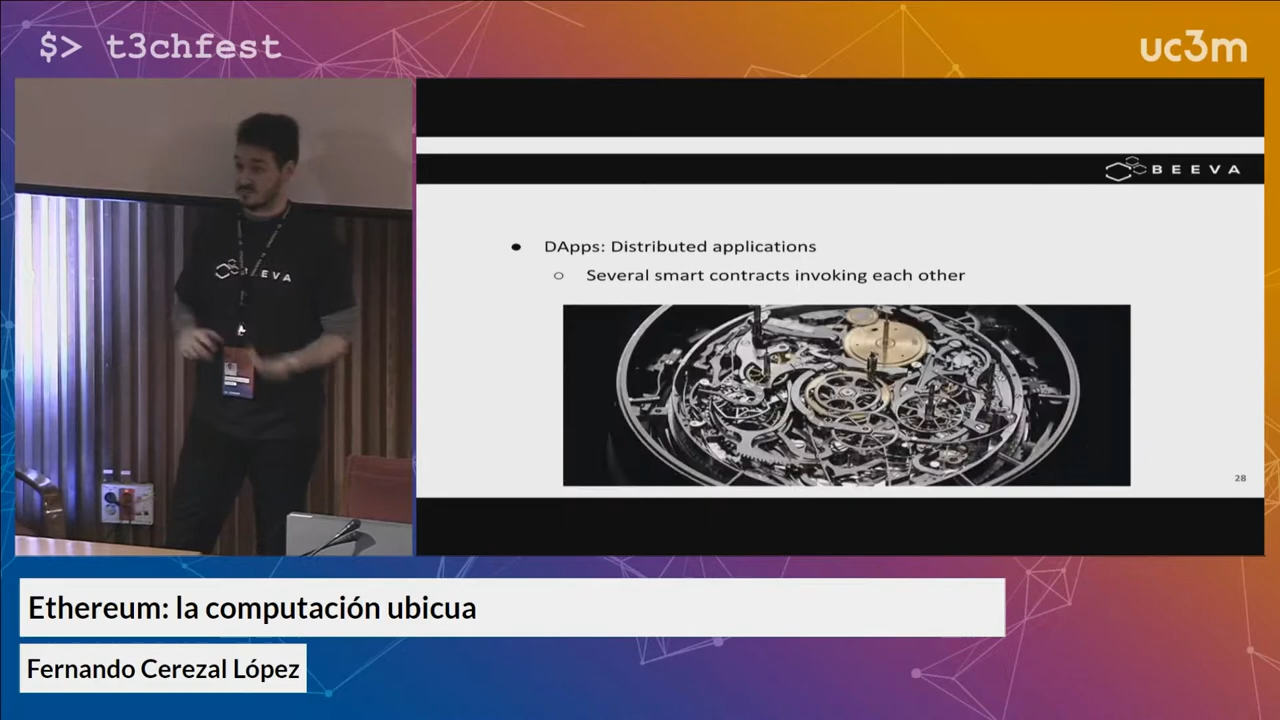 $> t3chfest
uc3m
BEEVA
BEEVA
• DApps: Distributed applications
○ Several smart contracts invoking each other
28
Ethereum: la computación ubicua
Fernando Cerezal López